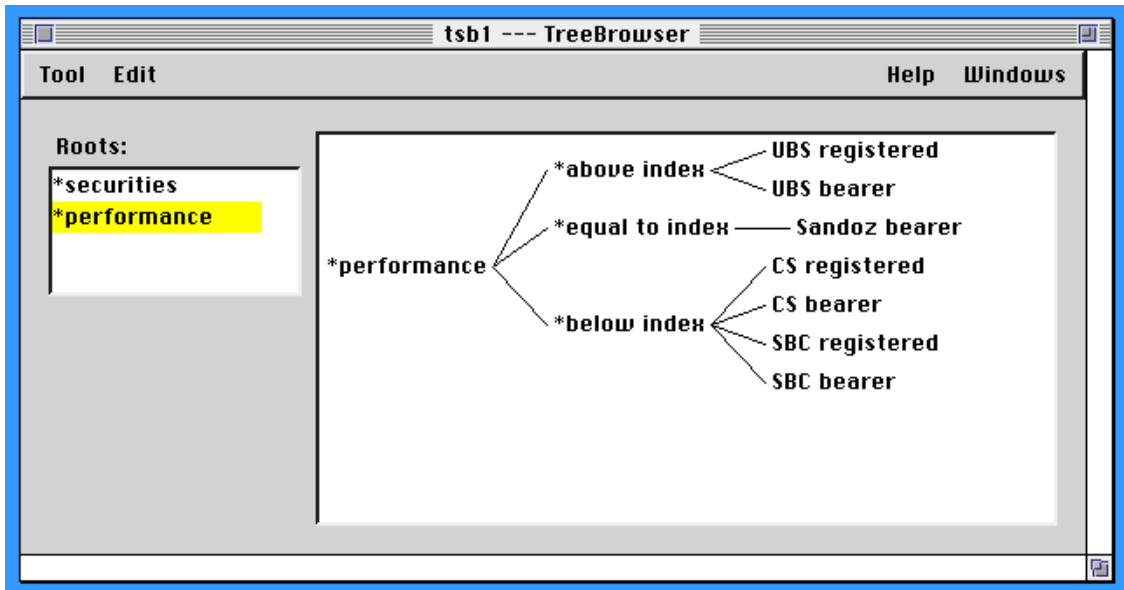 tsb1 --- TreeBrowser
Tool Edit Help Windows
Roots:
*securities
*performance
*performance
*above index
UBS registered
UBS bearer
*equal to index
Sandoz bearer
*below index
CS registered
CS bearer
SBC registered
SBC bearer